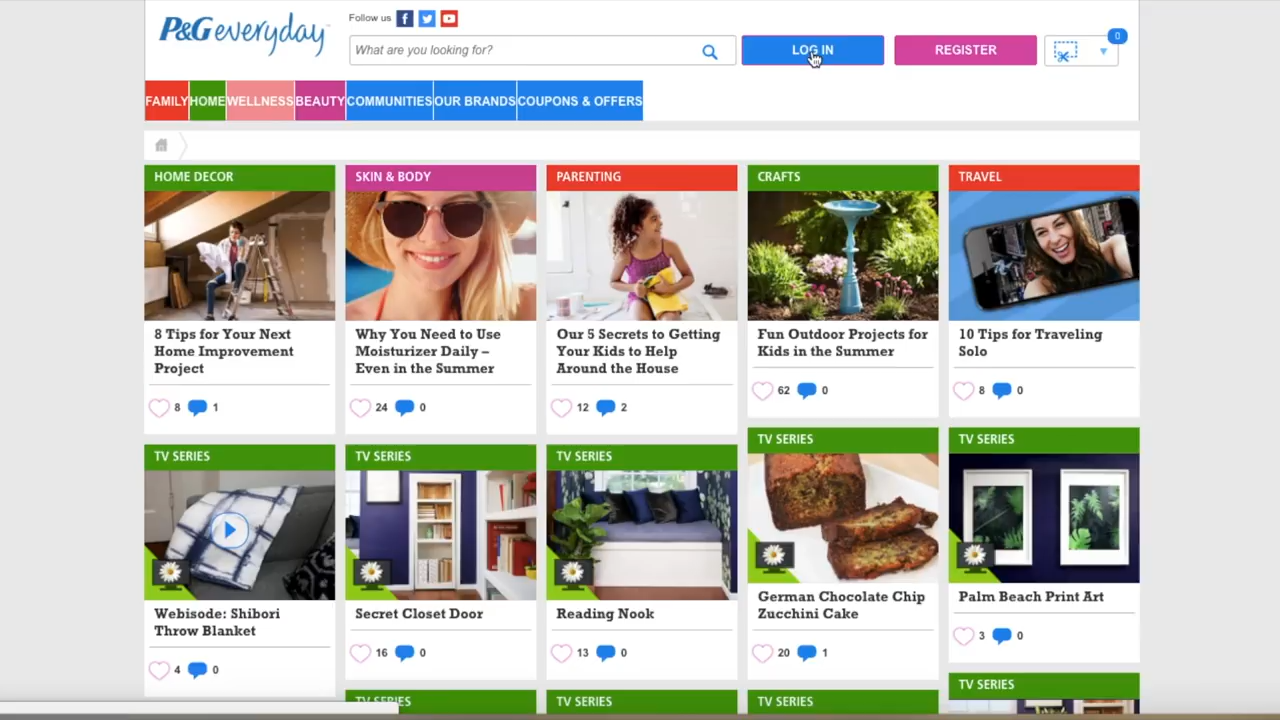 P&G everyday
Follow us
What are you looking for?
LOG IN
REGISTER
0
FAMILY HOME WELLNESS BEAUTY COMMUNITIES OUR BRANDS COUPONS & OFFERS
HOME DECOR
8 Tips for Your Next
Home Improvement
Project
8 1
SKIN & BODY
Why You Need to Use
Moisturizer Daily –
Even in the Summer
24 0
PARENTING
Our 5 Secrets to Getting
Your Kids to Help
Around the House
12 2
CRAFTS
Fun Outdoor Projects for
Kids in the Summer
62 0
TRAVEL
10 Tips for Traveling
Solo
8 0
TV SERIES
Webisode: Shibori
Throw Blanket
4 0
TV SERIES
Secret Closet Door
16 0
TV SERIES
Reading Nook
13 0
TV SERIES
German Chocolate Chip
Zucchini Cake
20 1
TV SERIES
Palm Beach Print Art
3 0
TV SERIES
TV SERIES
TV SERIES
TV SERIES